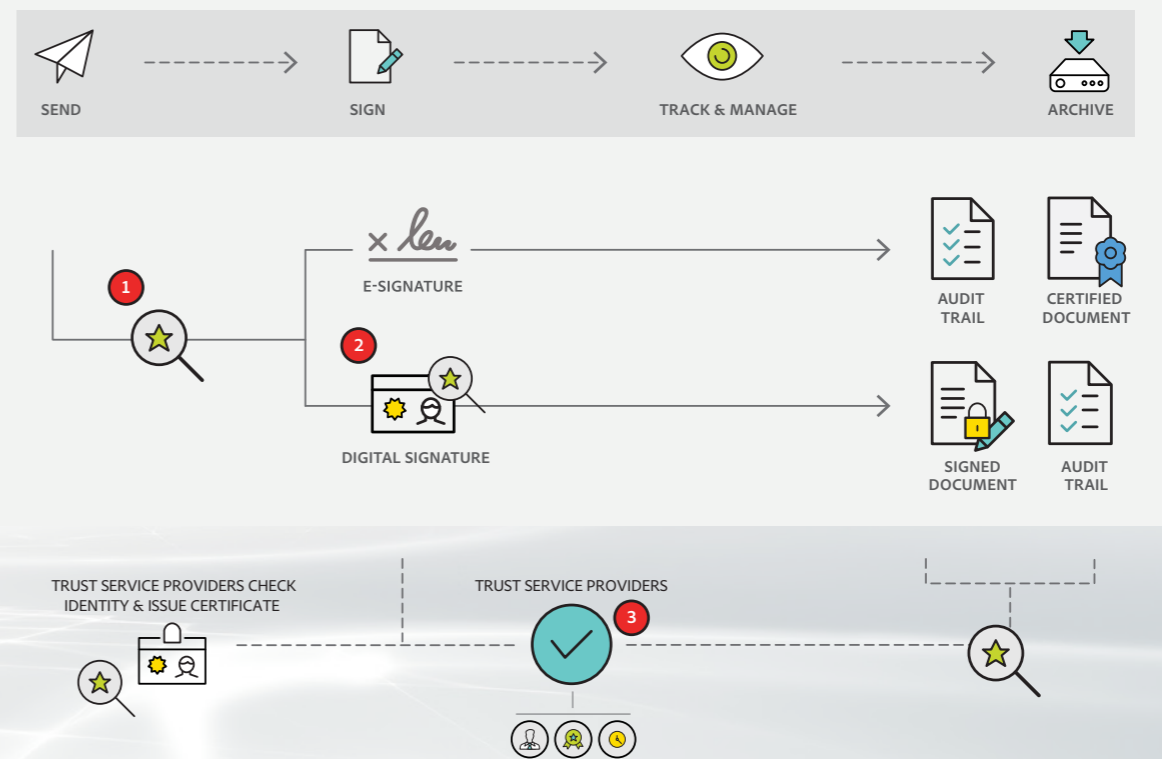 SEND
SIGN
TRACK & MANAGE
ARCHIVE
1
x len
E-SIGNATURE
AUDIT
TRAIL
CERTIFIED
DOCUMENT
2
DIGITAL SIGNATURE
SIGNED
DOCUMENT
AUDIT
TRAIL
TRUST SERVICE PROVIDERS CHECK
IDENTITY & ISSUE CERTIFICATE
TRUST SERVICE PROVIDERS
3